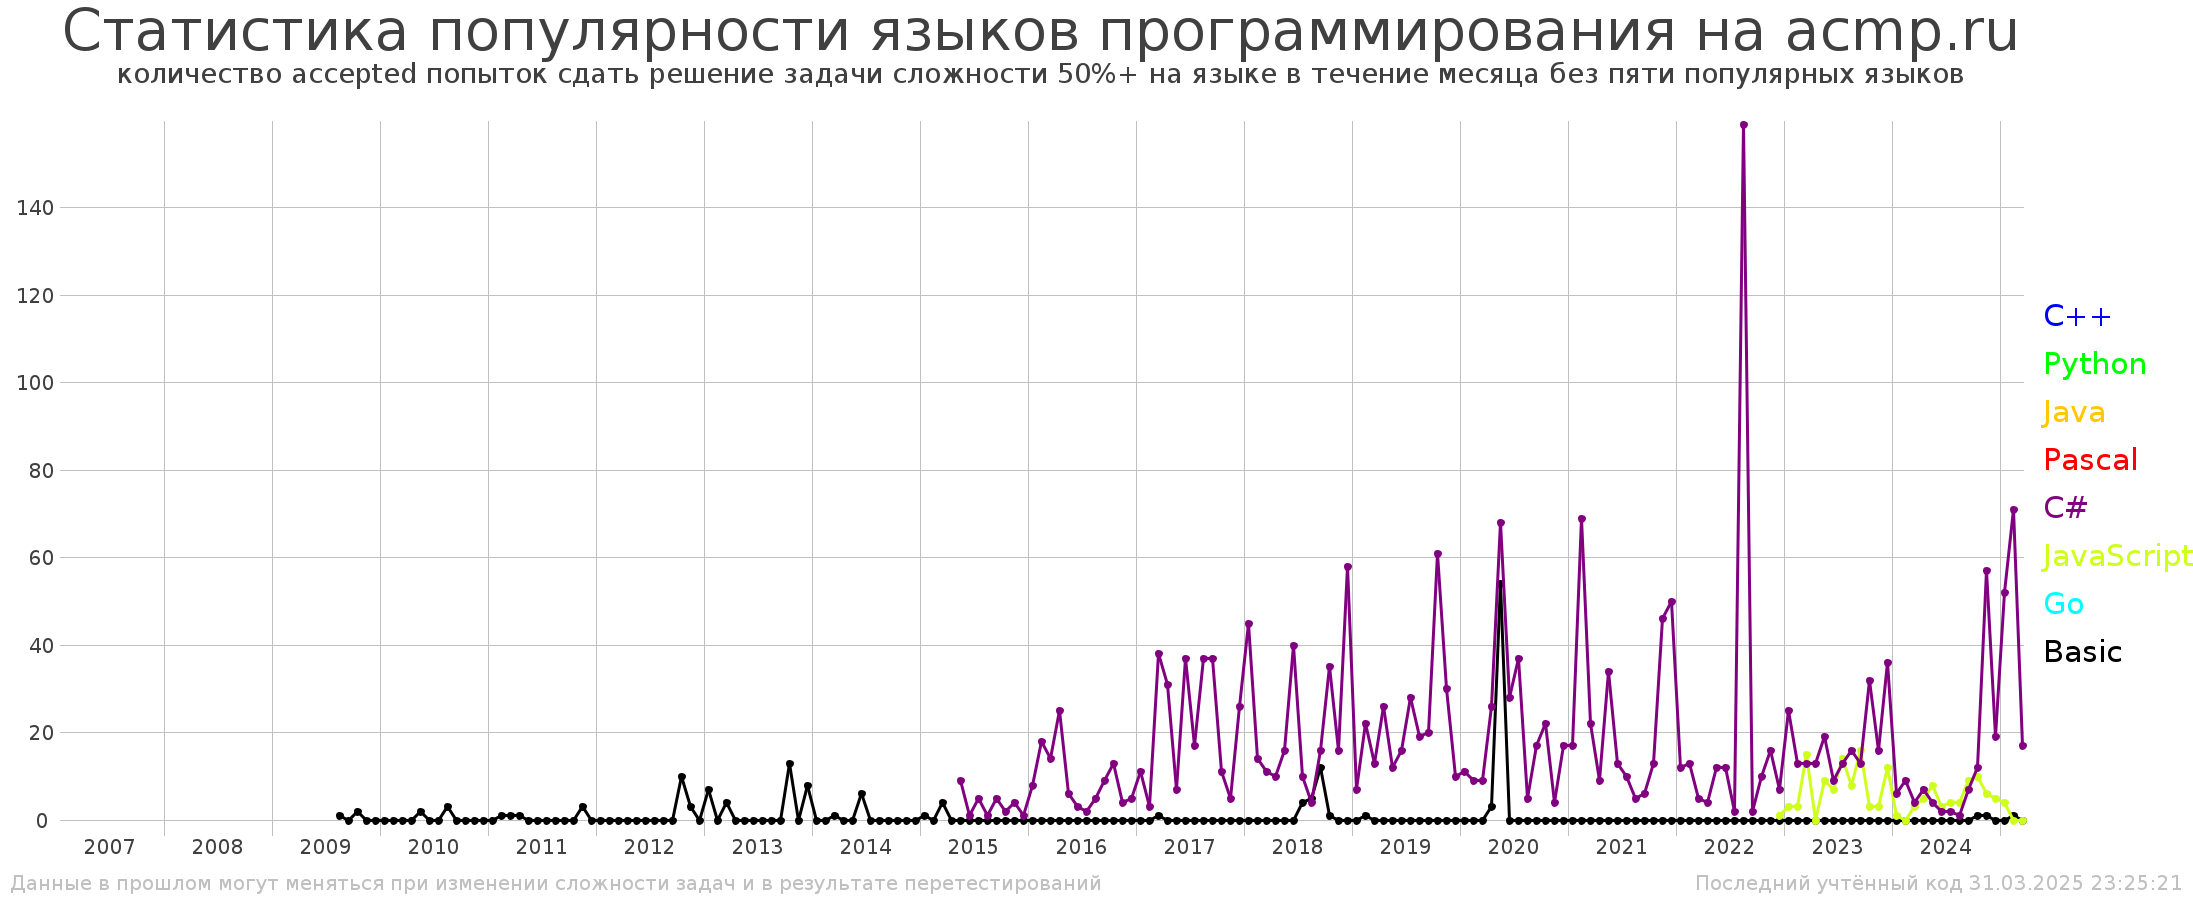 Статистика популярности языков программирования на acmp.ru
количество accepted попыток сдать решение задачи сложности 50%+ на языке в течение месяца без пяти популярных языков
140
120
100
80
60
40
20
0
2007 2008 2009 2010 2011 2012 2013 2014 2015 2016 2017 2018 2019 2020 2021 2022 2023 2024
C++
Python
Java
Pascal
C#
JavaScript
Go
Basic
Данные в прошлом могут меняться при изменении сложности задач и в результате перетестирований
Последний учтённый код 31.03.2025 23:25:21